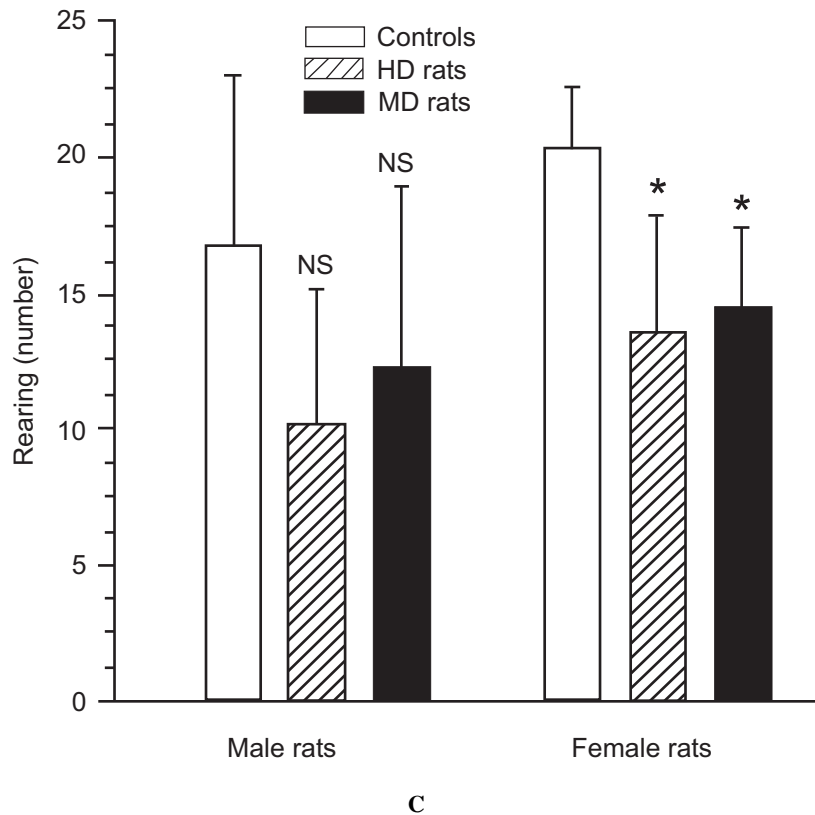 25
20
15
10
5
0
Rearing (number)
Controls
HD rats
MD rats
NS
NS
*
*
Male rats
Female rats
C